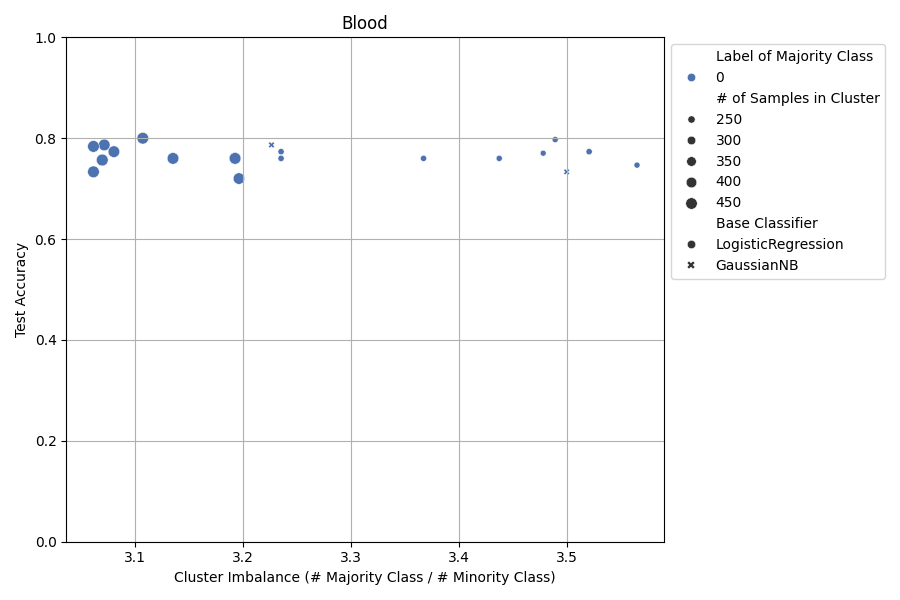 Blood
1.0
0.8
0.6
0.4
0.2
0.0
Test Accuracy
3.1
3.2
3.3
3.4
3.5
Cluster Imbalance (# Majority Class / # Minority Class)
Label of Majority Class
0
# of Samples in Cluster
250
300
350
400
450
Base Classifier
LogisticRegression
GaussianNB